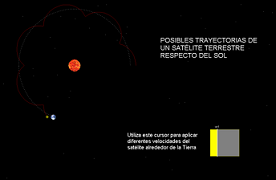 POSIBLES TRAYECTORIAS DE
UN SATÉLITE TERRESTRE
RESPECTO DEL SOL
Utiliza este cursor para aplicar
diferentes velocidades del
satélite alrededor de la Tierra